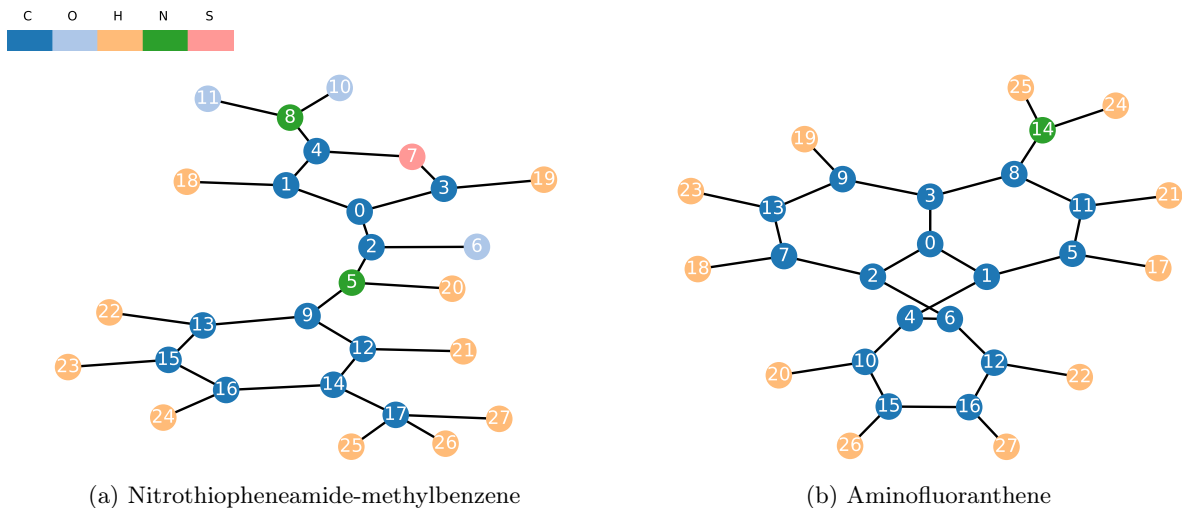 C O H N S
11 10
8
4 7
18 1 3 19
0
2 6
5 20
22 13 9
15 12 21
23 16 14
24 17 27
25 26
(a) Nitrothiopheneamide-methylbenzene
25 24
14
19
9 8
23 13 3 11 21
0
18 7 2 1 5 17
4 6
20 10 12 22
15 16
26 27
(b) Aminofluoranthene